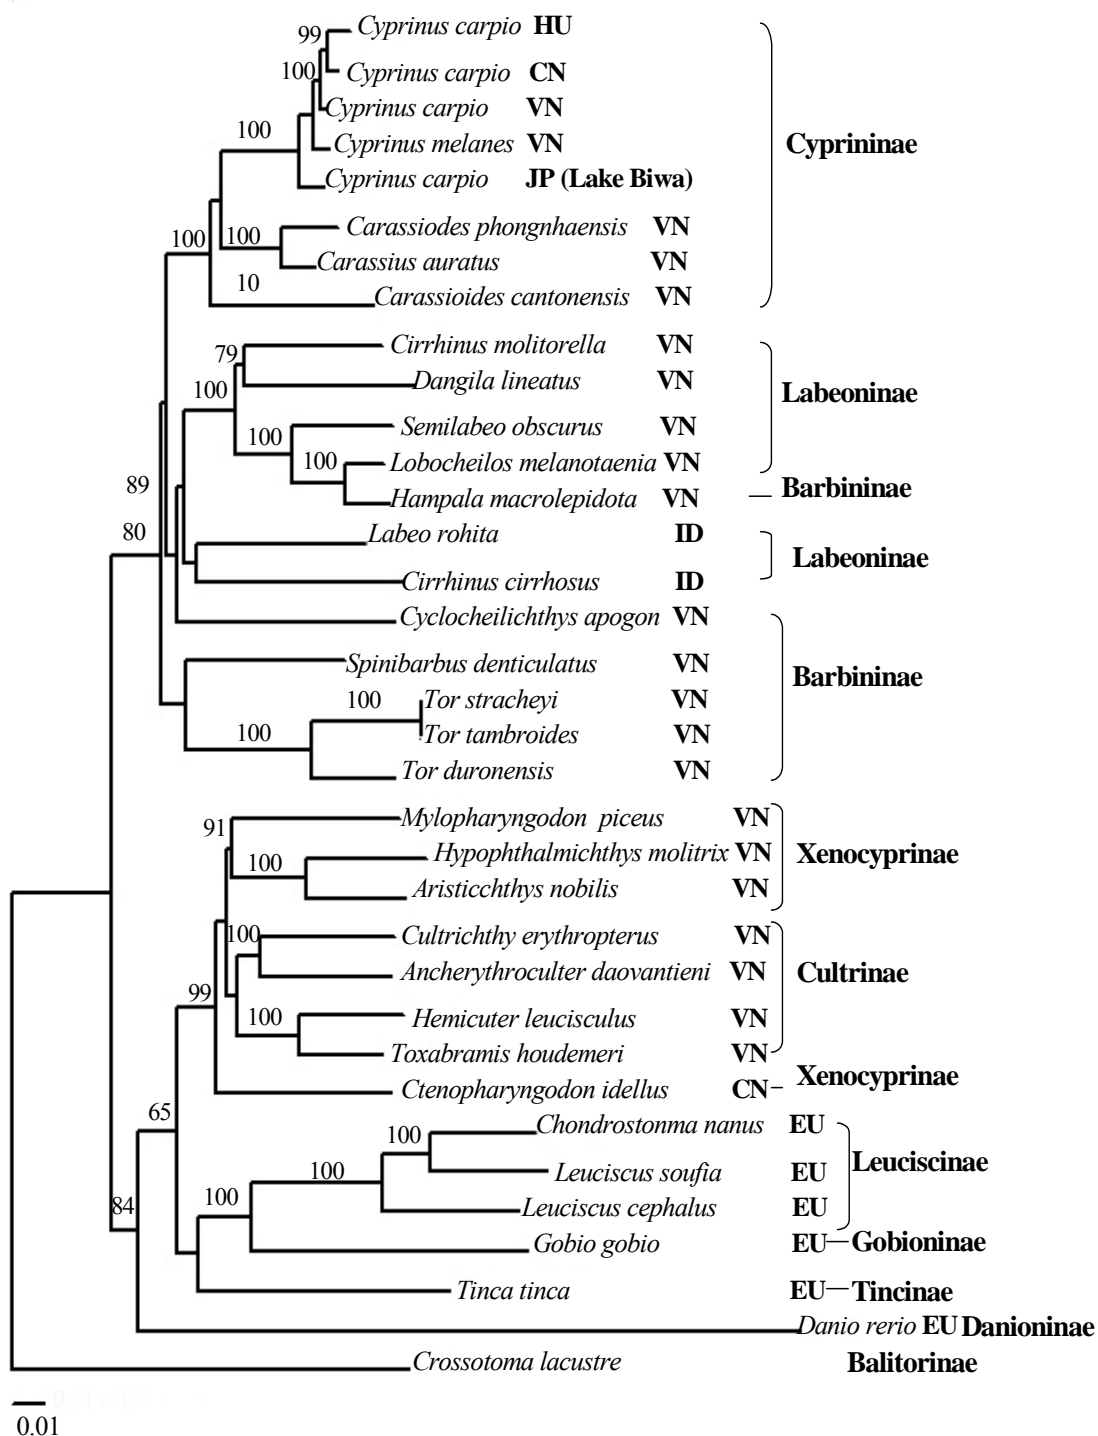 99 Cyprinus carpio HU
100 Cyprinus carpio CN
Cyprinus carpio VN
100 Cyprinus melanes VN Cyprininae
Cyprinus carpio JP (Lake Biwa)
100 100 Carassiodes phongnhaensis VN
Carassius auratus VN
10 Carassioides cantonensis VN
79 Cirrhinus molitorella VN
100 Dangila lineatus VN Labeoninae
100 Semilabeo obscurus VN
100 Lobocheilos melanotaenia VN
89 Hampala macrolepidota VN Barbininae
80 Labeo rohita ID Labeoninae
Cirrhinus cirrhosus ID
Cyclocheilichthys apogon VN
Spinibarbus denticulatus VN Barbininae
100 Tor stracheyi VN
100 Tor tambroides VN
Tor duronensis VN
91 Mylopharyngodon piceus VN
100 Hypophthalmichthys molitrix VN Xenocyprinae
Aristicchthys nobilis VN
100 Cultrichthy erythropterus VN
Ancherythroculter daovantieni VN Cultrinae
99 100 Hemicuter leucisculus VN
Toxabramis houdemeri VN
Ctenopharyngodon idellus CN Xenocyprinae
65 100 Chondrostonma nanus EU
100 Leuciscus soufia EU Leuciscinae
84 100 Leuciscus cephalus EU
Gobio gobio EU Gobioninae
Tinca tinca EU Tincinae
Danio rerio EU Danioninae
Crossotoma lacustre Balitorinae
0.01